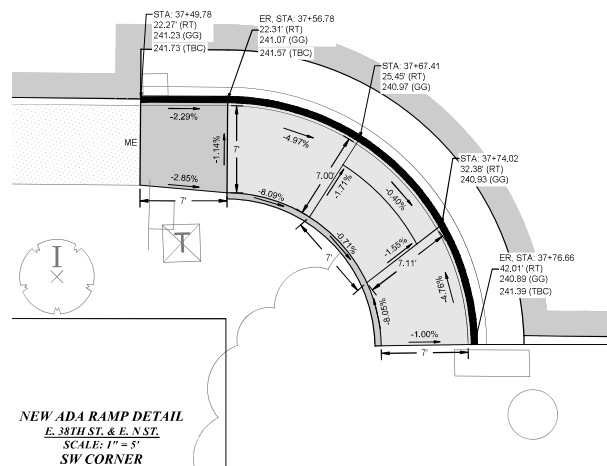 STA: 37+49.78
22.27' (RT)
241.23 (GG)
241.73 (TBC)
ER, STA: 37+56.78
22.31' (RT)
241.07 (GG)
241.57 (TBC)
STA: 37+67.41
25.45' (RT)
240.97 (GG)
STA: 37+74.02
32.38' (RT)
240.93 (GG)
ER, STA: 37+76.66
42.01' (RT)
240.89 (GG)
241.39 (TBC)
-2.29%
ME
-1.14%
7'
-4.97%
-2.85%
7'
-8.09%
7.00'
-1.71%
-0.40%
-0.71%
7'
-1.55%
7.11'
-4.76%
-8.05%
-1.00%
7'
I
T
NEW ADA RAMP DETAIL
E. 38TH ST. & E. N ST.
SCALE: 1" = 5'
SW CORNER